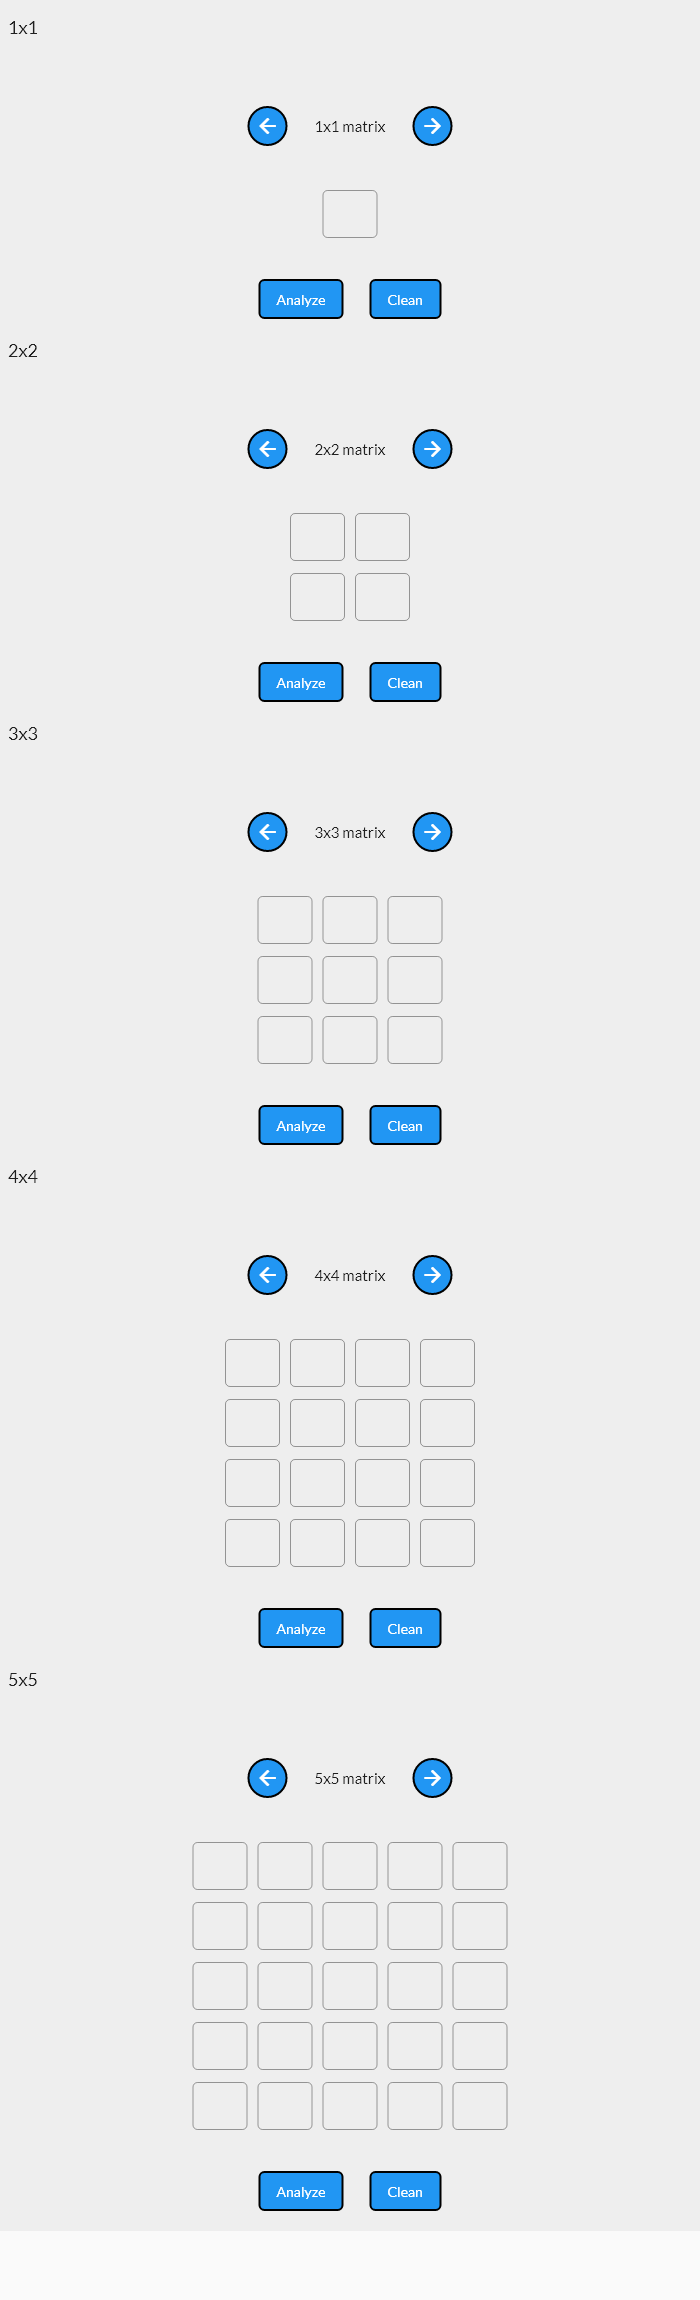 1x1
1x1 matrix
Analyze Clean
2x2
2x2 matrix
Analyze Clean
3x3
3x3 matrix
Analyze Clean
4x4
4x4 matrix
Analyze Clean
5x5
5x5 matrix
Analyze Clean